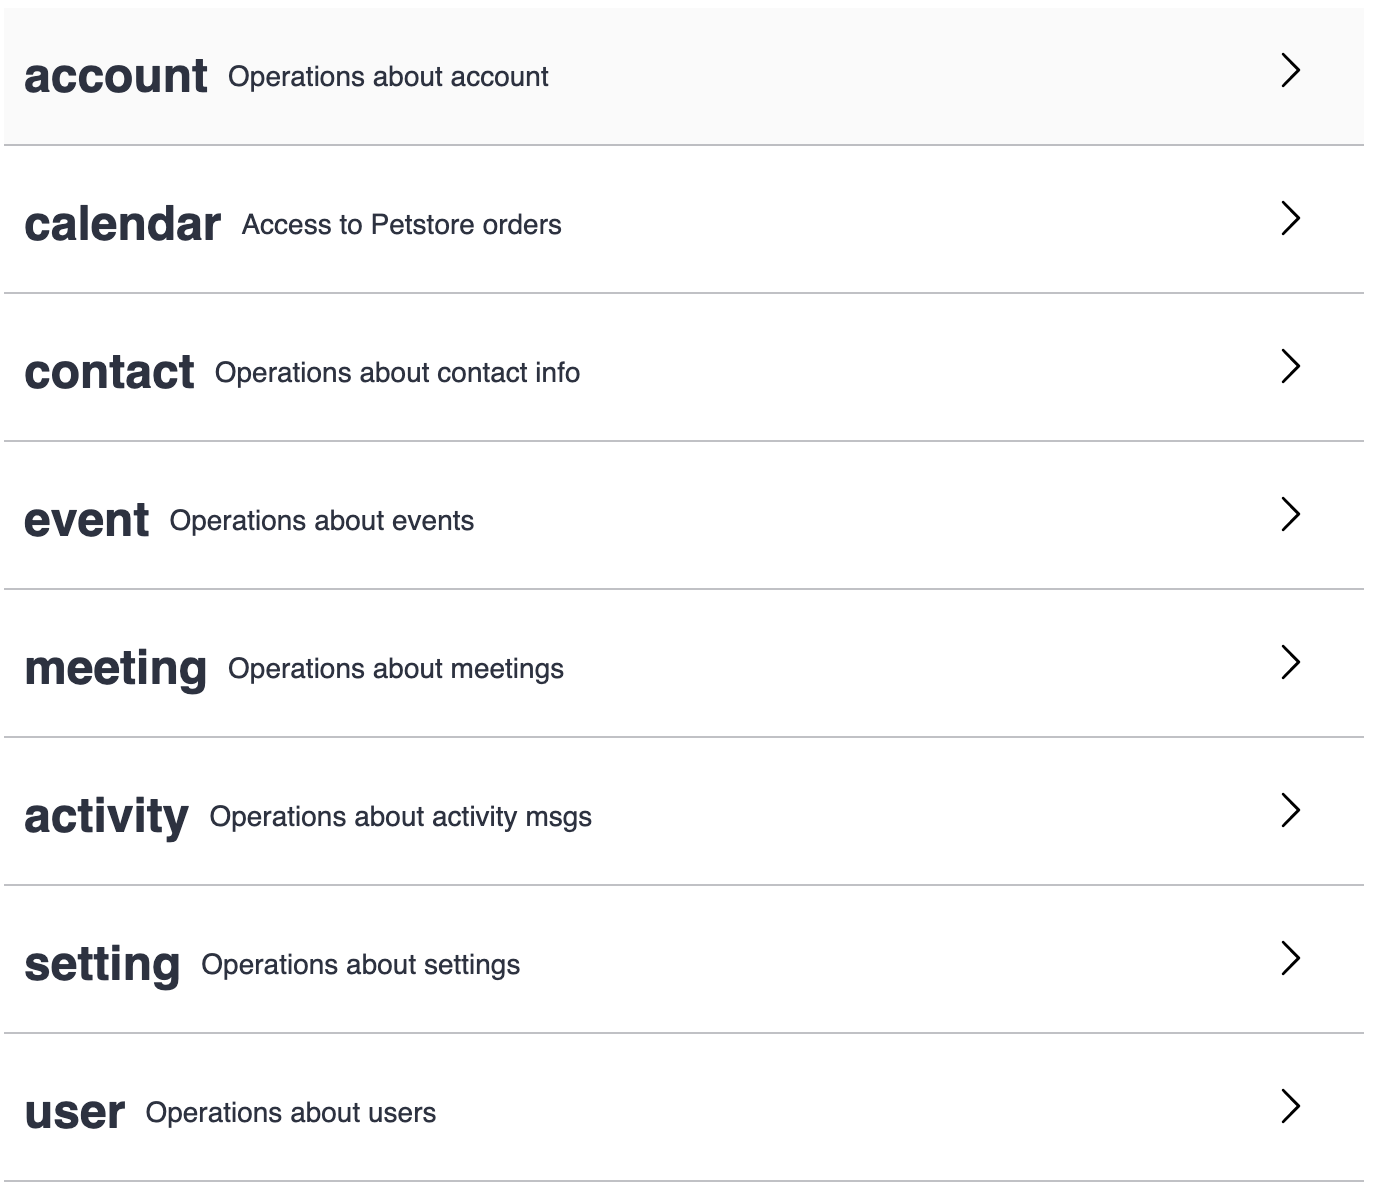 account Operations about account
calendar Access to Petstore orders
contact Operations about contact info
event Operations about events
meeting Operations about meetings
activity Operations about activity msgs
setting Operations about settings
user Operations about users